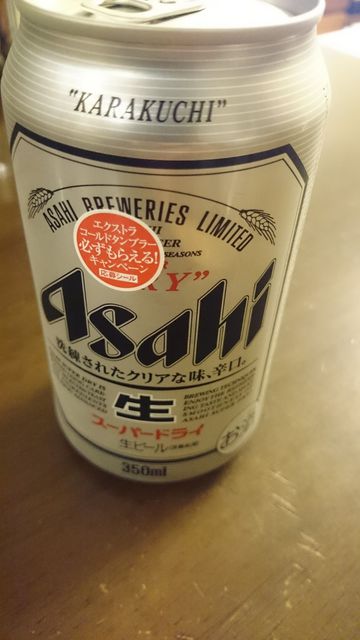 "KARAKUCHI"
ASAHI BREWERIES LIMITED
SEASONS
エクストラ
コールドタンブラー
必ずもらえる!
キャンペーン
応募シール
Asahi
洗練されたクリアな味、辛口。
生
スーパードライ
生ビール
350ml
お酒